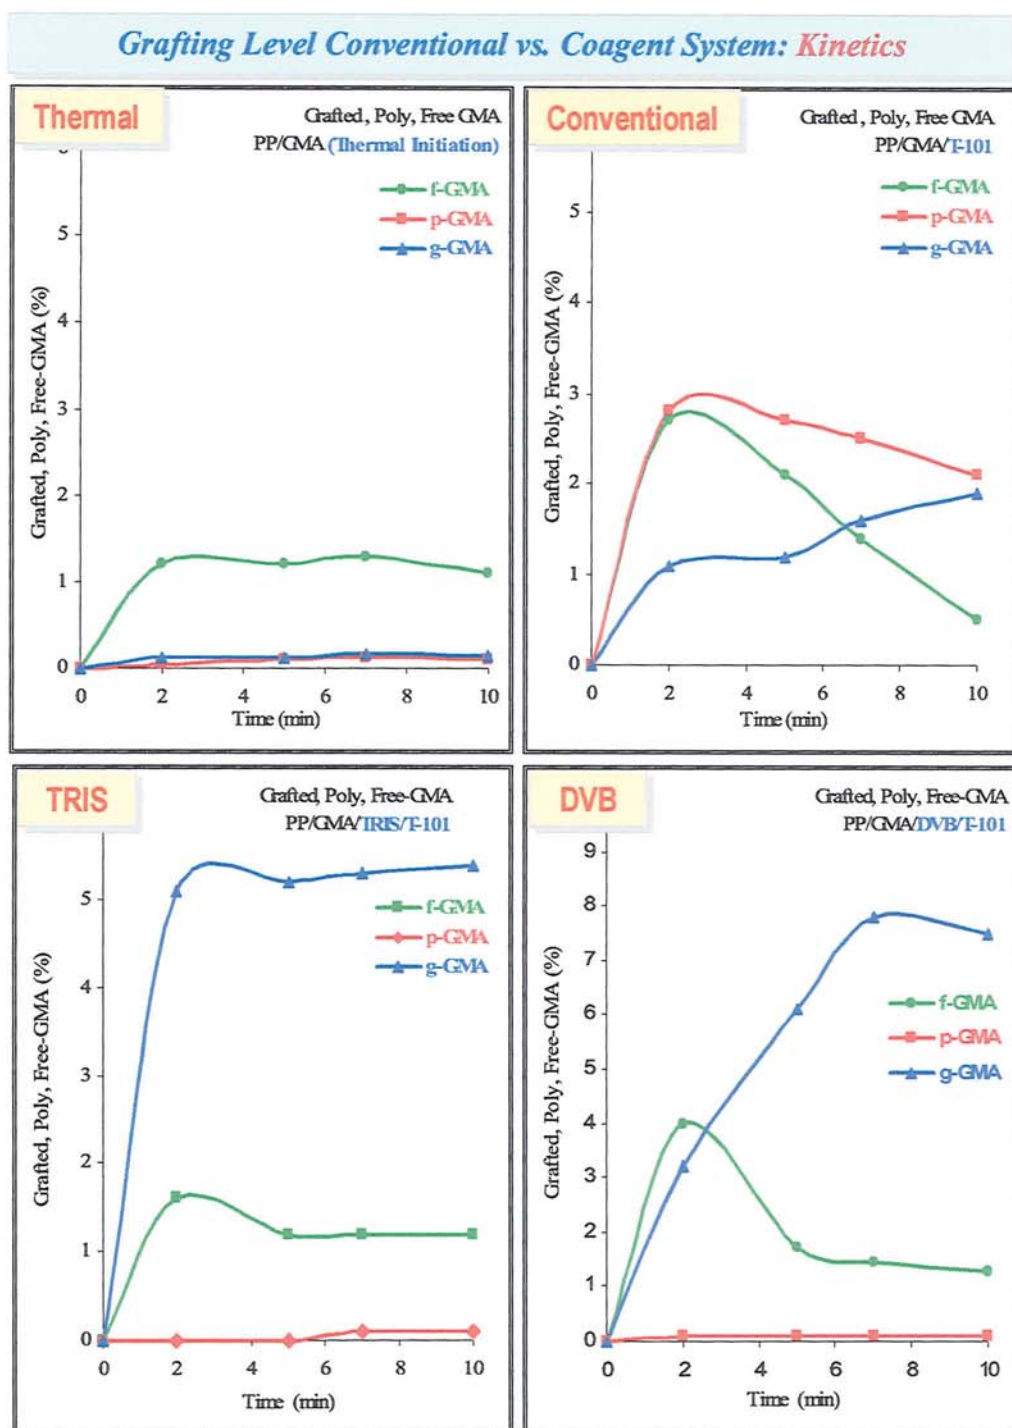 Grafting Level Conventional vs. Coagent System: Kinetics
Thermal
Grafted, Poly, Free GMA
PP/GMA (Thermal Initiation)
f-GMA
p-GMA
g-GMA
Grafted, Poly, Free-GMA (%)
5
4
3
2
1
0
0 2 4 6 8 10
Time (min)
Conventional
Grafted, Poly, Free GMA
PP/GMA/T-101
f-GMA
p-GMA
g-GMA
Grafted, Poly, Free-GMA (%)
5
4
3
2
1
0
0 2 4 6 8 10
Time (min)
TRIS
Grafted, Poly, Free-GMA
PP/GMA/TRIS/T-101
f-GMA
p-GMA
g-GMA
Grafted, Poly, Free-GMA (%)
5
4
3
2
1
0
0 2 4 6 8 10
Time (min)
DVB
Grafted, Poly, Free-GMA
PP/GMA/DVB/T-101
f-GMA
p-GMA
g-GMA
Grafted, Poly, Free-GMA (%)
9
8
7
6
5
4
3
2
1
0
0 2 4 6 8 10
Time (min)